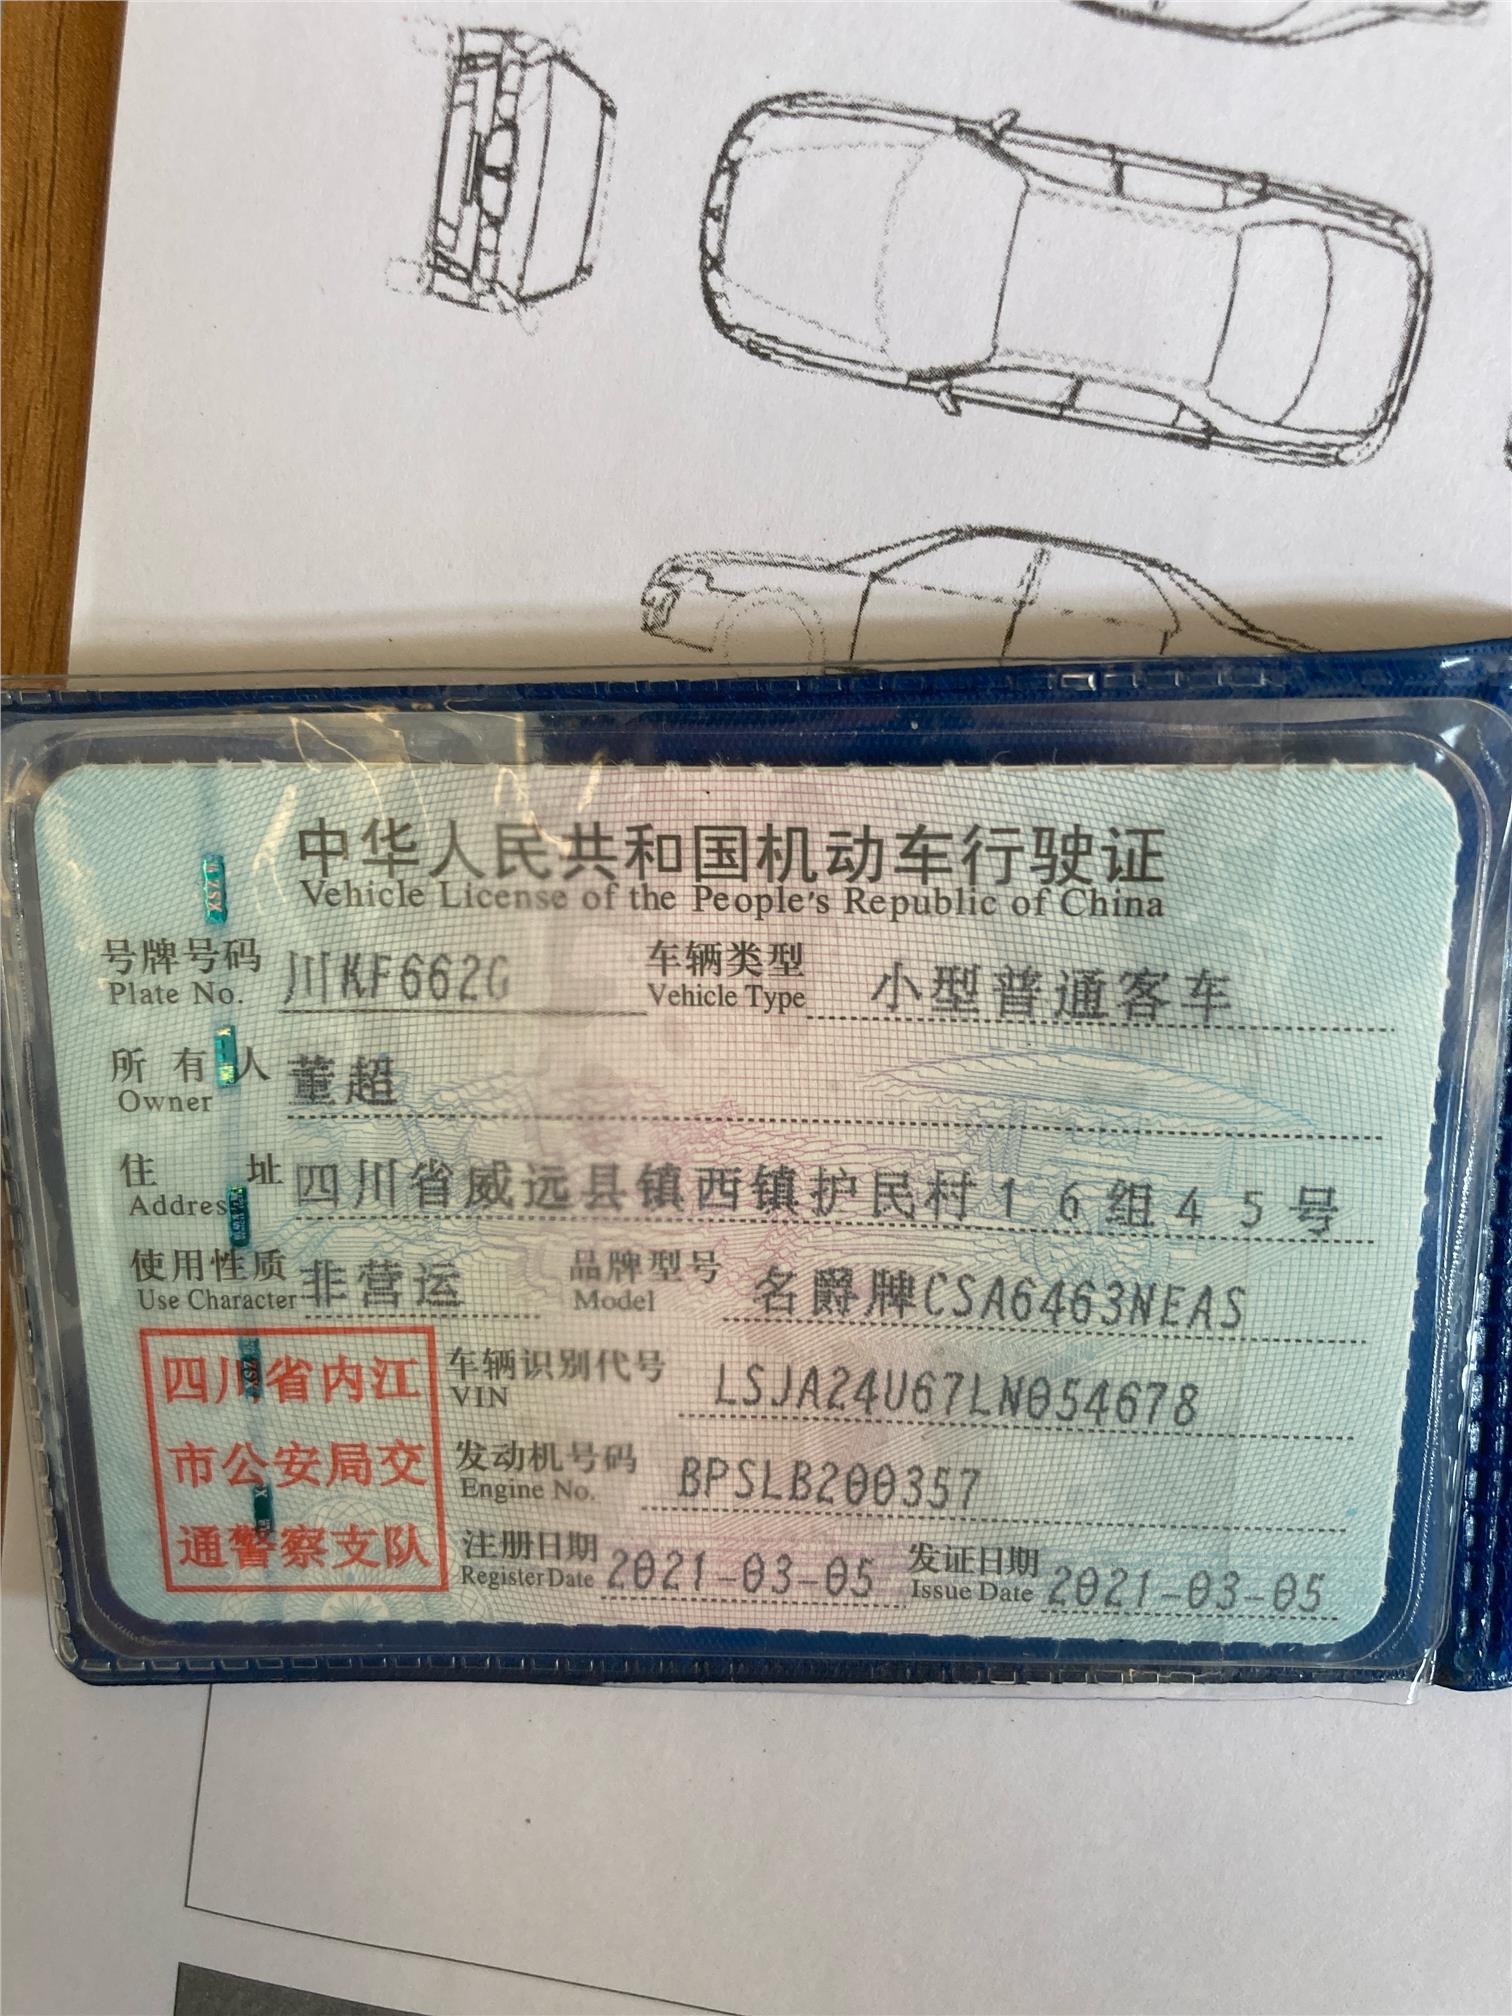 中华人民共和国机动车行驶证
Vehicle License of the People's Republic of China
号牌号码 川KF662G 车辆类型 小型普通客车
Plate No. Vehicle Type
所有人 董超
Owner
住址 四川省威远县镇西镇护民村16组45号
Address
使用性质 非营运 品牌型号 名爵牌CSA6463NEAS
Use Character Model
四川省内江
市公安局交
通警察支队
车辆识别代号 LSJA24U67LN054678
VIN
发动机号码 BPSLB200357
Engine No.
注册日期 2021-03-05 发证日期 2021-03-05
Register Date Issue Date